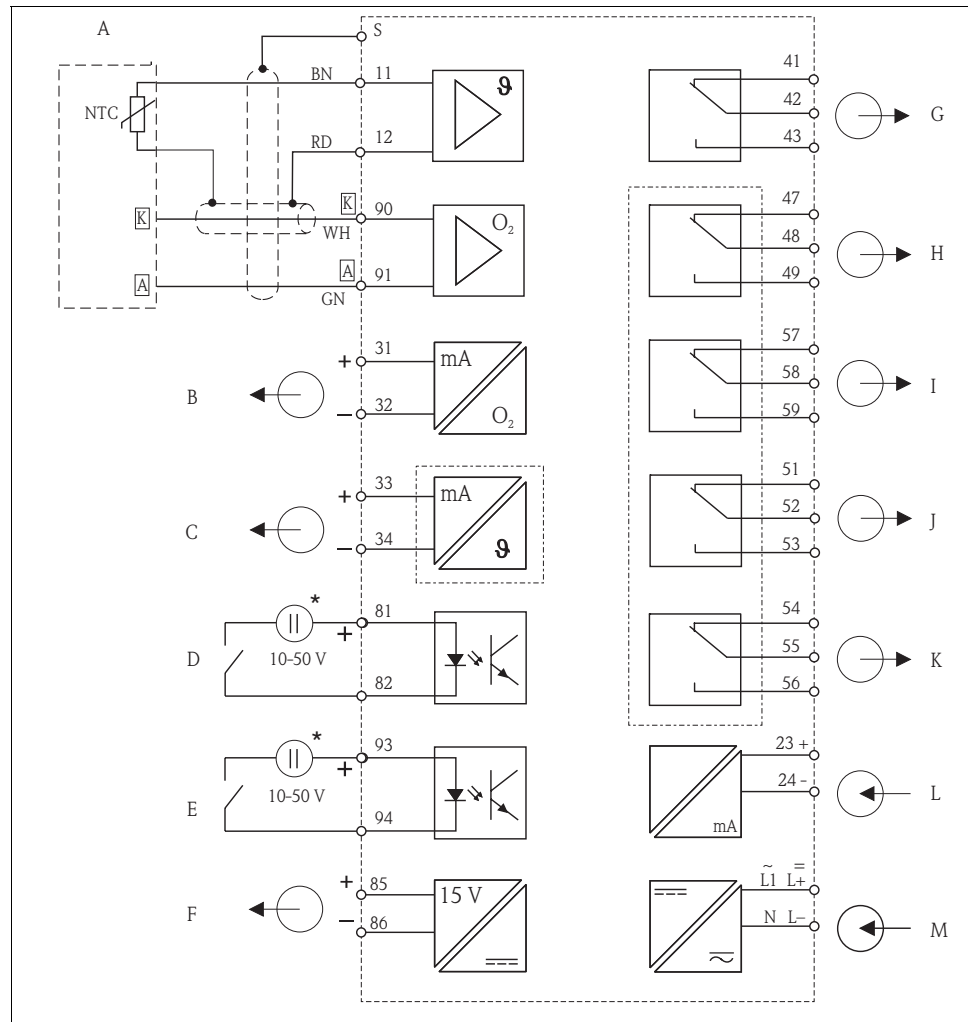 A
S
BN 11 ϑ
NTC
RD 12
K K 90 O₂
WH
A A 91
GN
B + 31 mA
− 32 O₂
C + 33 mA
− 34 ϑ
D * 81
10-50 V +
82
E * 93
10-50 V +
94
F + 85 15 V
− 86
41
42 G
43
47
48 H
49
57
58 I
59
51
52 J
53
54
55 K
56
23 +
24 - L
mA
~ =
L1 L+
N L− M
~